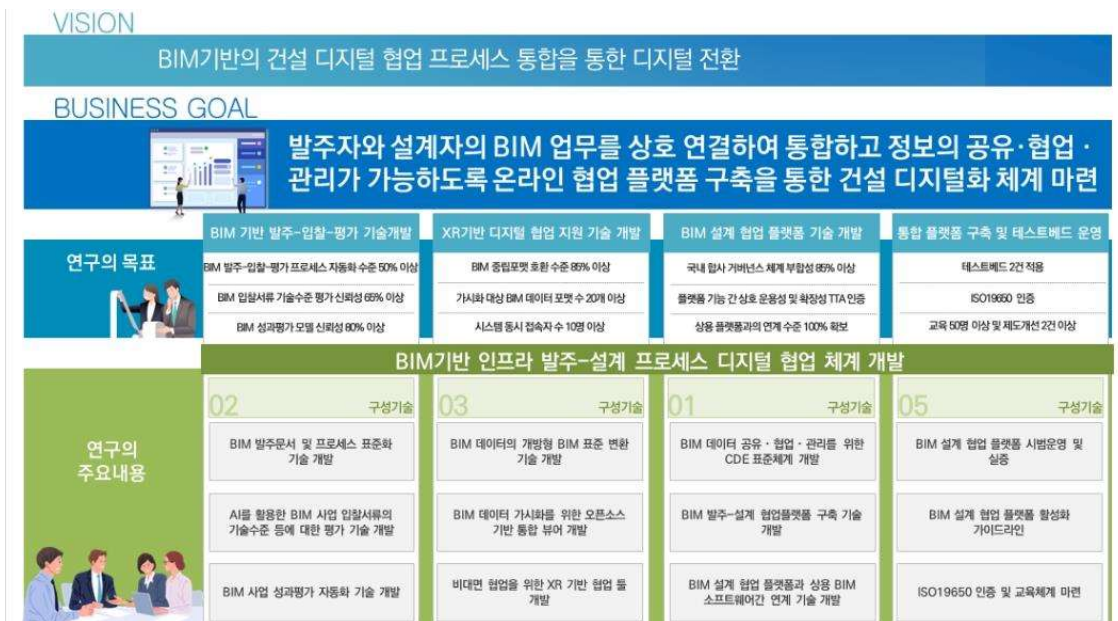 VISION
BIM기반의 건설 디지털 협업 프로세스 통합을 통한 디지털 전환
BUSINESS GOAL
발주자와 설계자의 BIM 업무를 상호 연결하여 통합하고 정보의 공유·협업·
관리가 가능하도록 온라인 협업 플랫폼 구축을 통한 건설 디지털화 체계 마련
연구의 목표
BIM 기반 발주-입찰-평가 기술개발
BIM 발주-입찰-평가 프로세스 자동화 수준 50% 이상
BIM 입찰서류 기술수준 평가 신뢰성 65% 이상
BIM 성과평가 모델 신뢰성 80% 이상
XR기반 디지털 협업 지원 기술 개발
BIM 중립포맷 호환 수준 85% 이상
가시화 대상 BIM 데이터 포맷 수 20개 이상
시스템 동시 접속자 수 10명 이상
BIM 설계 협업 플랫폼 기술 개발
국내 합사 거버넌스 체계 부합성 85% 이상
플랫폼 기능 간 상호 운용성 및 확장성 TTA 인증
상용 플랫폼과의 연계 수준 100% 확보
통합 플랫폼 구축 및 테스트베드 운영
테스트베드 2건 적용
ISO19650 인증
교육 50명 이상 및 제도개선 2건 이상
BIM기반 인프라 발주-설계 프로세스 디지털 협업 체계 개발
연구의
주요내용
02 구성기술
BIM 발주문서 및 프로세스 표준화
기술 개발
AI를 활용한 BIM 사업 입찰서류의
기술수준 등에 대한 평가 기술 개발
BIM 사업 성과평가 자동화 기술 개발
03 구성기술
BIM 데이터의 개방형 BIM 표준 변환
기술 개발
BIM 데이터 가시화를 위한 오픈소스
기반 통합 뷰어 개발
비대면 협업을 위한 XR 기반 협업 툴
개발
01 구성기술
BIM 데이터 공유·협업·관리를 위한
CDE 표준체계 개발
BIM 발주-설계 협업플랫폼 구축 기술
개발
BIM 설계 협업 플랫폼과 상용 BIM
소프트웨어간 연계 기술 개발
05 구성기술
BIM 설계 협업 플랫폼 시범운영 및
실증
BIM 설계 협업 플랫폼 활성화
가이드라인
ISO19650 인증 및 교육체계 마련